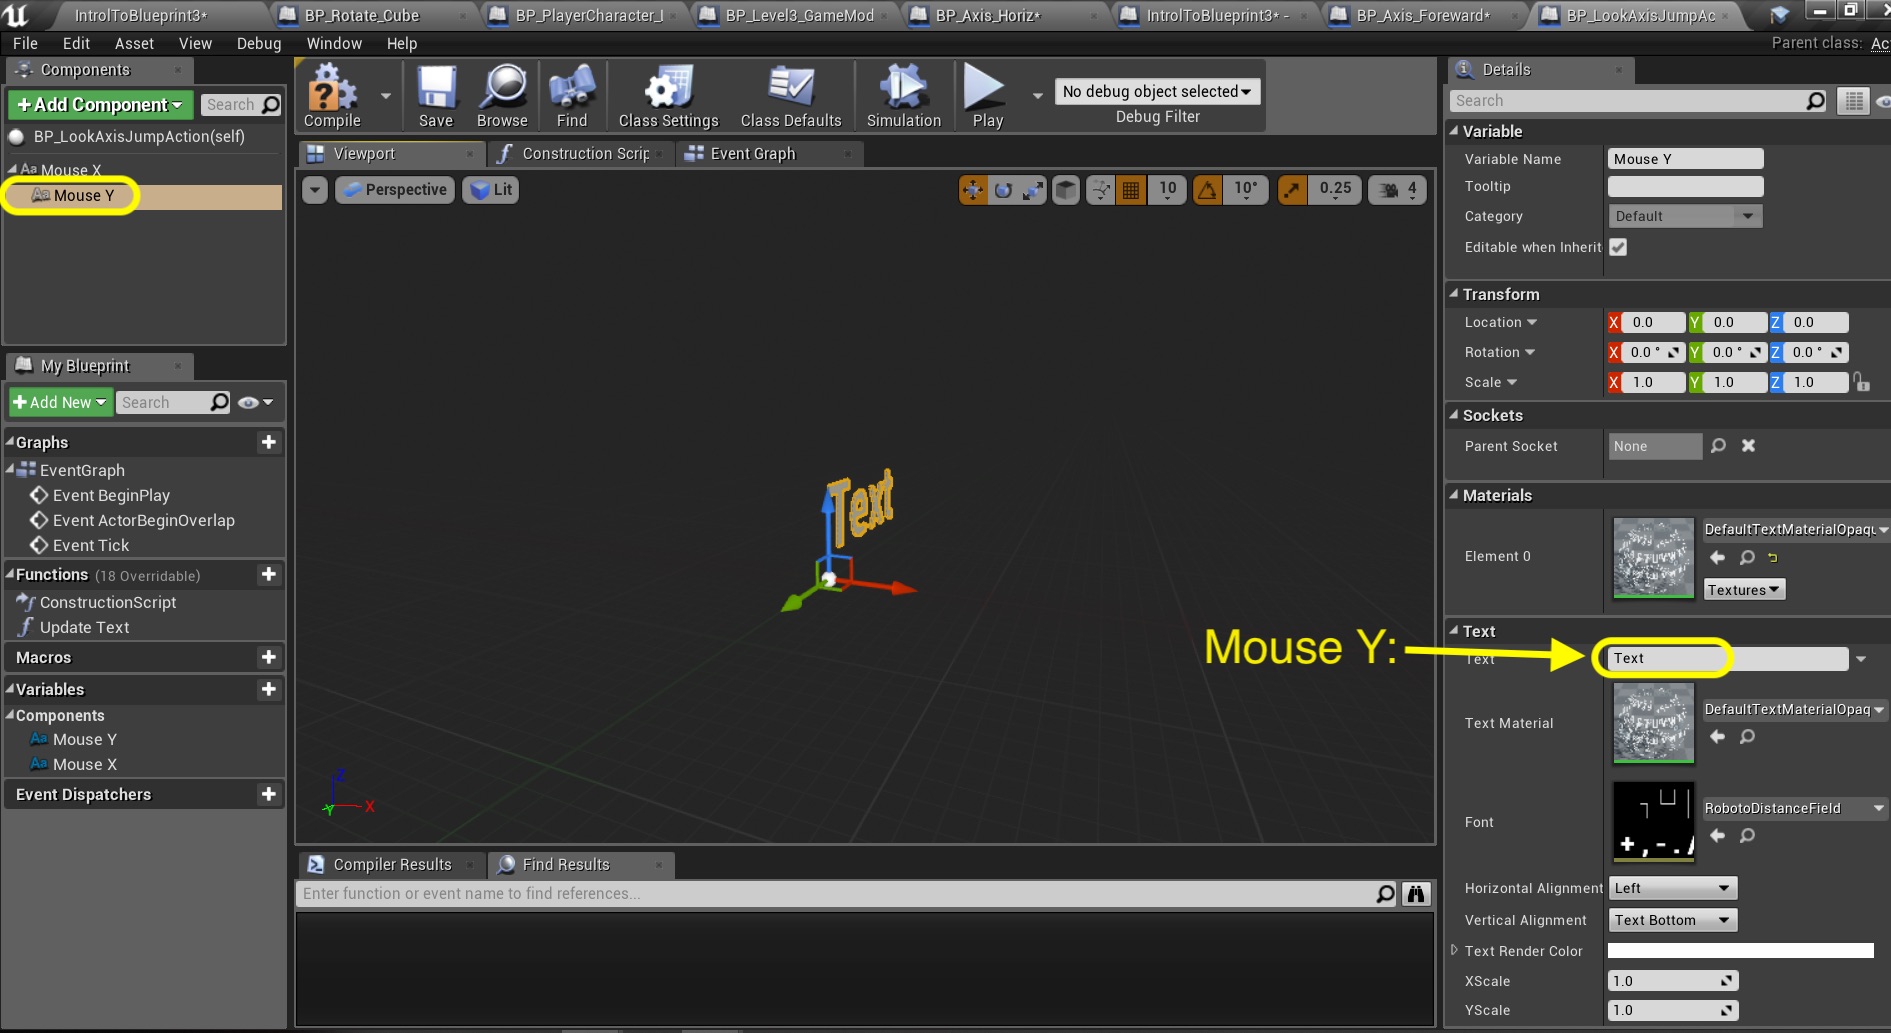 IntrolToBlueprint3*
BP_Rotate_Cube
BP_PlayerCharacter_
BP_Level3_GameMod
BP_Axis_Horiz*
IntrolToBlueprint3* -
BP_Axis_Foreward*
BP_LookAxisJumpAc
File Edit Asset View Debug Window Help
Parent class: Ac
Components
+Add Component
Search
BP_LookAxisJumpAction(self)
Aa Mouse X
Aa Mouse Y
Compile
Save
Browse
Find
Class Settings
Class Defaults
Simulation
Play
No debug object selected
Debug Filter
Viewport
Construction Scrip
Event Graph
Perspective
Lit
10
10°
0.25
4
Text
Z
Y
X
Mouse Y:
My Blueprint
+Add New
Search
Graphs +
EventGraph
Event BeginPlay
Event ActorBeginOverlap
Event Tick
Functions (18 Overridable) +
ConstructionScript
Update Text
Macros +
Variables +
Components
Aa Mouse Y
Aa Mouse X
Event Dispatchers +
Compiler Results
Find Results
Enter function or event name to find references...
Details
Search
Variable
Variable Name Mouse Y
Tooltip
Category Default
Editable when Inherit
Transform
Location X 0.0 Y 0.0 Z 0.0
Rotation X 0.0 ° Y 0.0 ° Z 0.0 °
Scale X 1.0 Y 1.0 Z 1.0
Sockets
Parent Socket None
Materials
Element 0
DefaultTextMaterialOpaqu
Textures
Text
Text Text
Text Material
DefaultTextMaterialOpaq
Font
+,-./
RobotoDistanceField
Horizontal Alignment Left
Vertical Alignment Text Bottom
Text Render Color
XScale 1.0
YScale 1.0